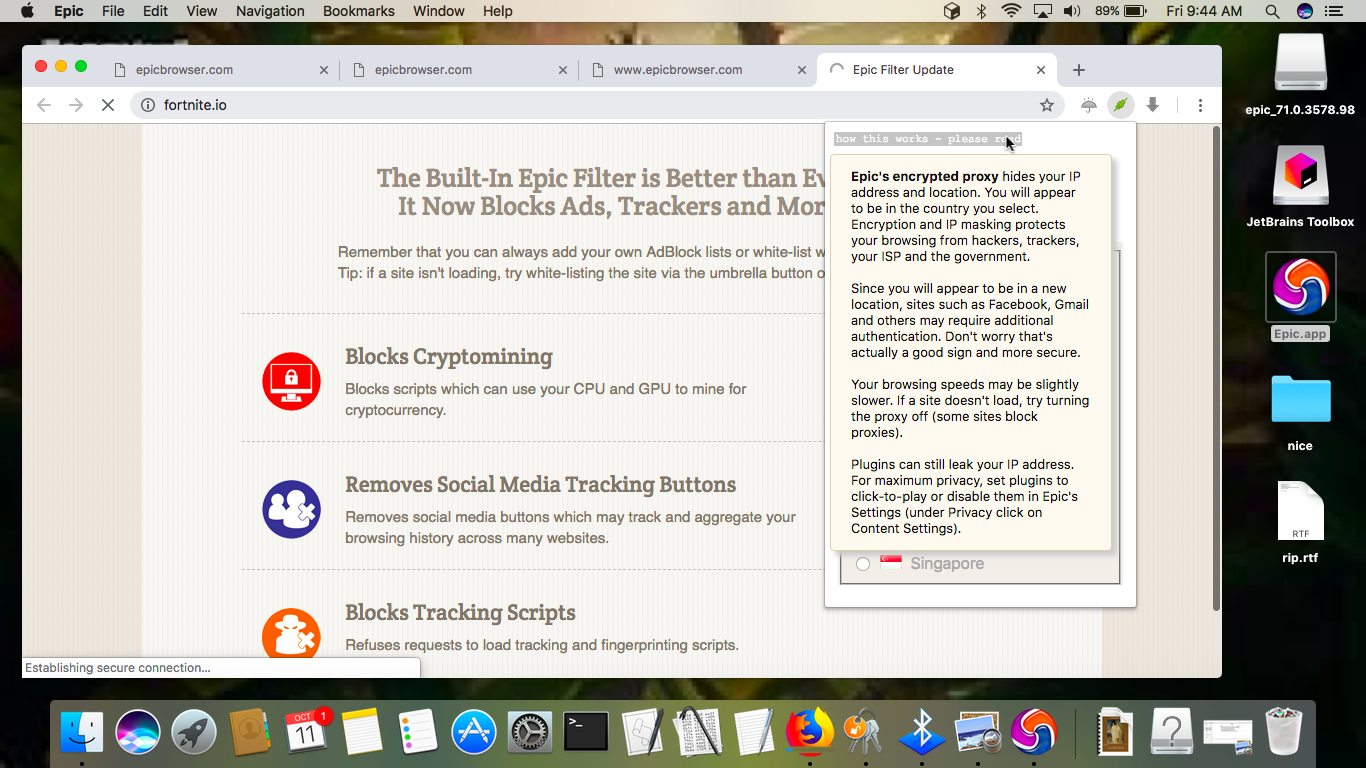 Epic File Edit View Navigation Bookmarks Window Help 89% Fri 9:44 AM
epicbrowser.com epicbrowser.com www.epicbrowser.com Epic Filter Update
fortnite.io
how this works - please read
The Built-In Epic Filter is Better than Ev
It Now Blocks Ads, Trackers and Mor
Remember that you can always add your own AdBlock lists or white-list w
Tip: if a site isn't loading, try white-listing the site via the umbrella button o
Blocks Cryptomining
Blocks scripts which can use your CPU and GPU to mine for
cryptocurrency.
Removes Social Media Tracking Buttons
Removes social media buttons which may track and aggregate your
browsing history across many websites.
Blocks Tracking Scripts
Refuses requests to load tracking and fingerprinting scripts.
Establishing secure connection...
Epic's encrypted proxy hides your IP
address and location. You will appear
to be in the country you select.
Encryption and IP masking protects
your browsing from hackers, trackers,
your ISP and the government.
Since you will appear to be in a new
location, sites such as Facebook, Gmail
and others may require additional
authentication. Don't worry that's
actually a good sign and more secure.
Your browsing speeds may be slightly
slower. If a site doesn't load, try turning
the proxy off (some sites block
proxies).
Plugins can still leak your IP address.
For maximum privacy, set plugins to
click-to-play or disable them in Epic's
Settings (under Privacy click on
Content Settings).
Singapore
epic_71.0.3578.98
JetBrains Toolbox
Epic.app
nice
RTF
rip.rtf
OCT
11
1